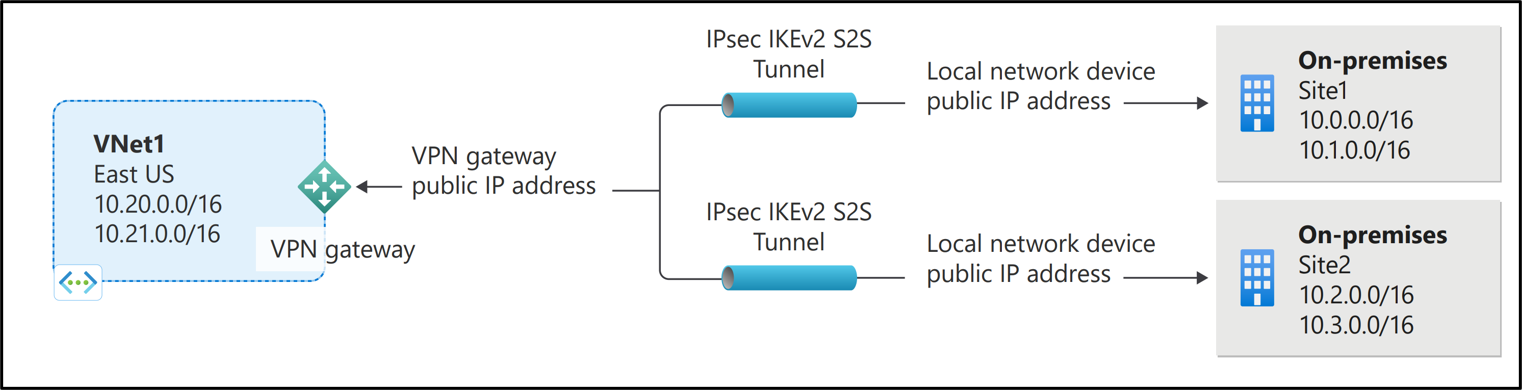 VNet1
East US
10.20.0.0/16
10.21.0.0/16
VPN gateway
VPN gateway
public IP address
IPsec IKEv2 S2S
Tunnel
Local network device
public IP address
On-premises
Site1
10.0.0.0/16
10.1.0.0/16
IPsec IKEv2 S2S
Tunnel
Local network device
public IP address
On-premises
Site2
10.2.0.0/16
10.3.0.0/16